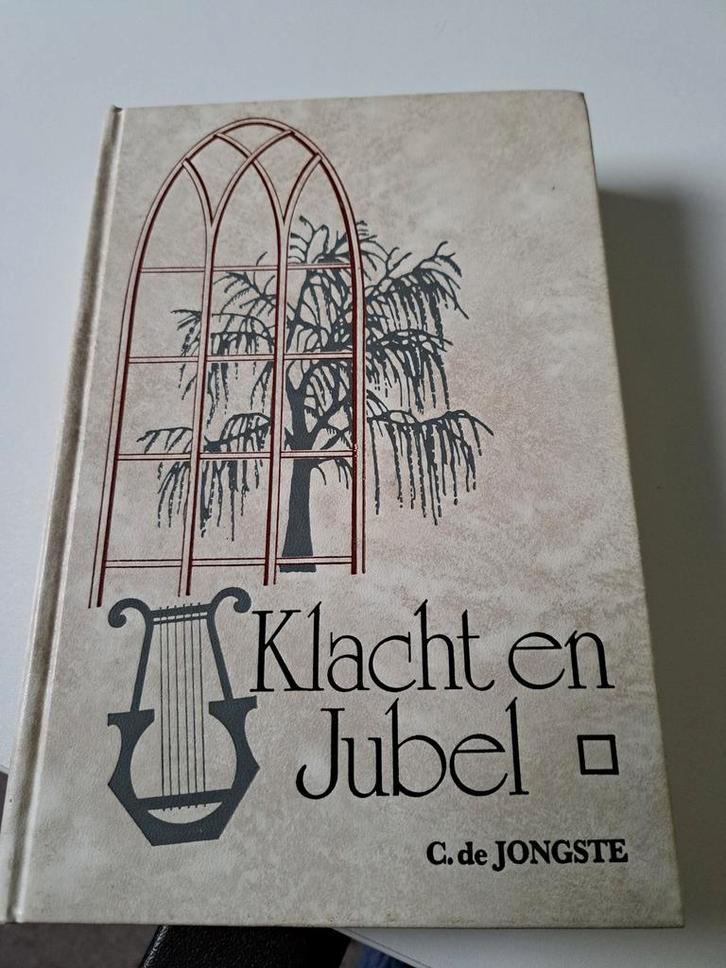 Klacht en
Jubel
C. de JONGSTE